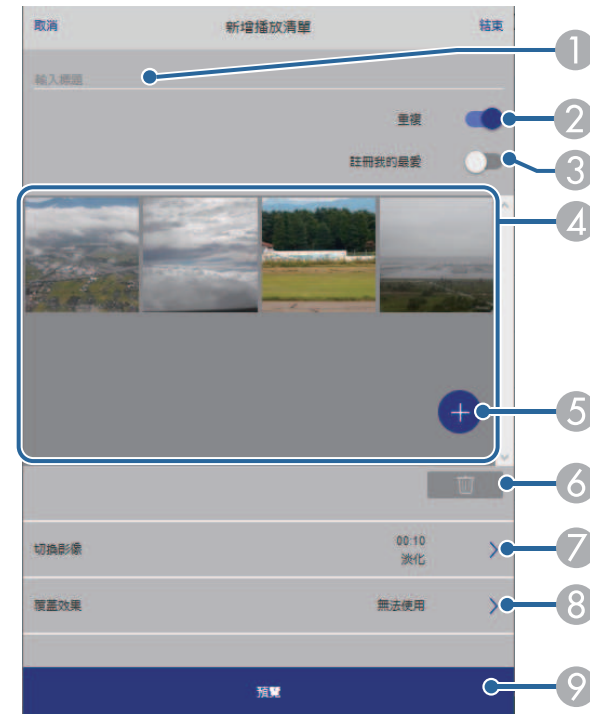 取消 新增播放清單 結束
輸入標題
1
重複
2
註冊我的最愛
3
4
5
6
切換影像
00:10
淡化
7
覆蓋效果 無法使用
8
預覽
9